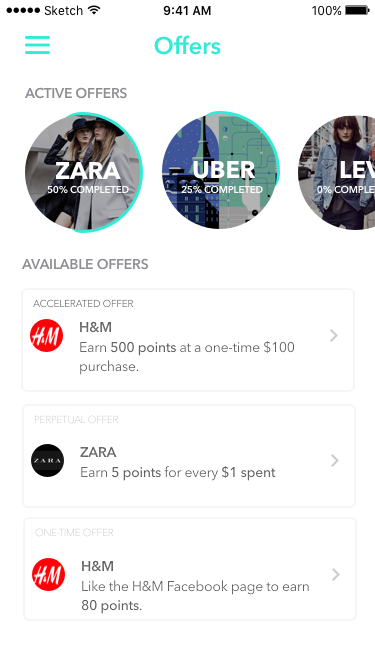 Sketch 9:41 AM 100%
Offers
ACTIVE OFFERS
ZARA
50% COMPLETED
UBER
25% COMPLETED
LEV
0% COMPLE
AVAILABLE OFFERS
ACCELERATED OFFER
H&M
H&M
Earn 500 points at a one-time $100
purchase.
PERPETUAL OFFER
ZARA
ZARA
Earn 5 points for every $1 spent
ONE-TIME OFFER
H&M
H&M
Like the H&M Facebook page to earn
80 points.